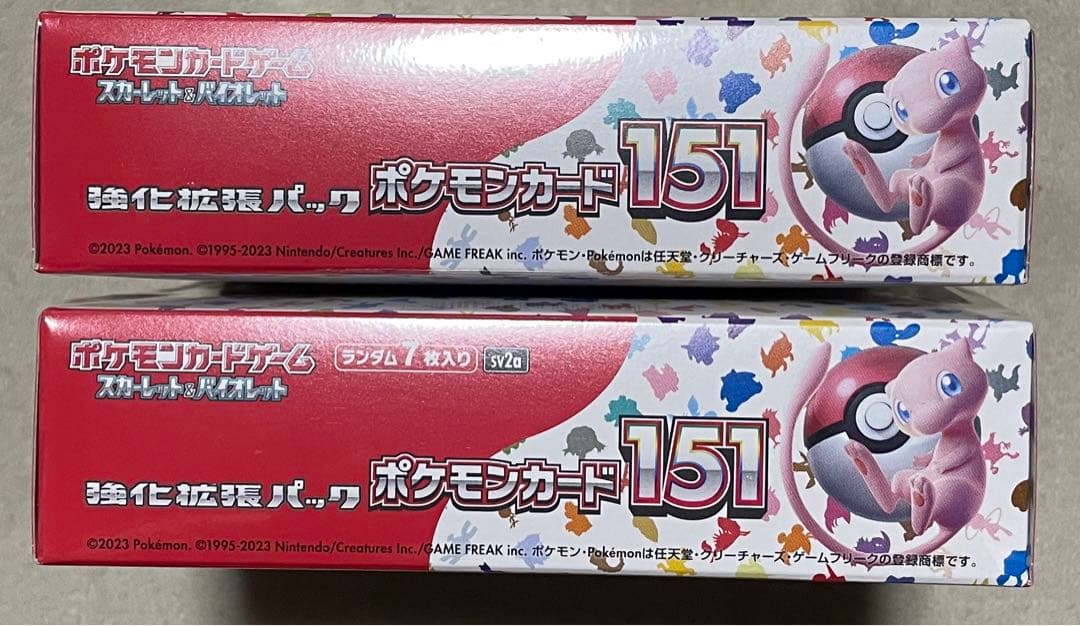 ポケモンカードゲーム
スカーレット&バイオレット
強化拡張パック ポケモンカード151
©2023 Pokémon. ©1995-2023 Nintendo/Creatures Inc./GAME FREAK inc. ポケモン・Pokémonは任天堂・クリーチャーズ・ゲームフリークの登録商標です。
ポケモンカードゲーム ランダム7枚入り sv2a
スカーレット&バイオレット
強化拡張パック ポケモンカード151
©2023 Pokémon. ©1995-2023 Nintendo/Creatures Inc./GAME FREAK inc. ポケモン・Pokémonは任天堂・クリーチャーズ・ゲームフリークの登録商標です。